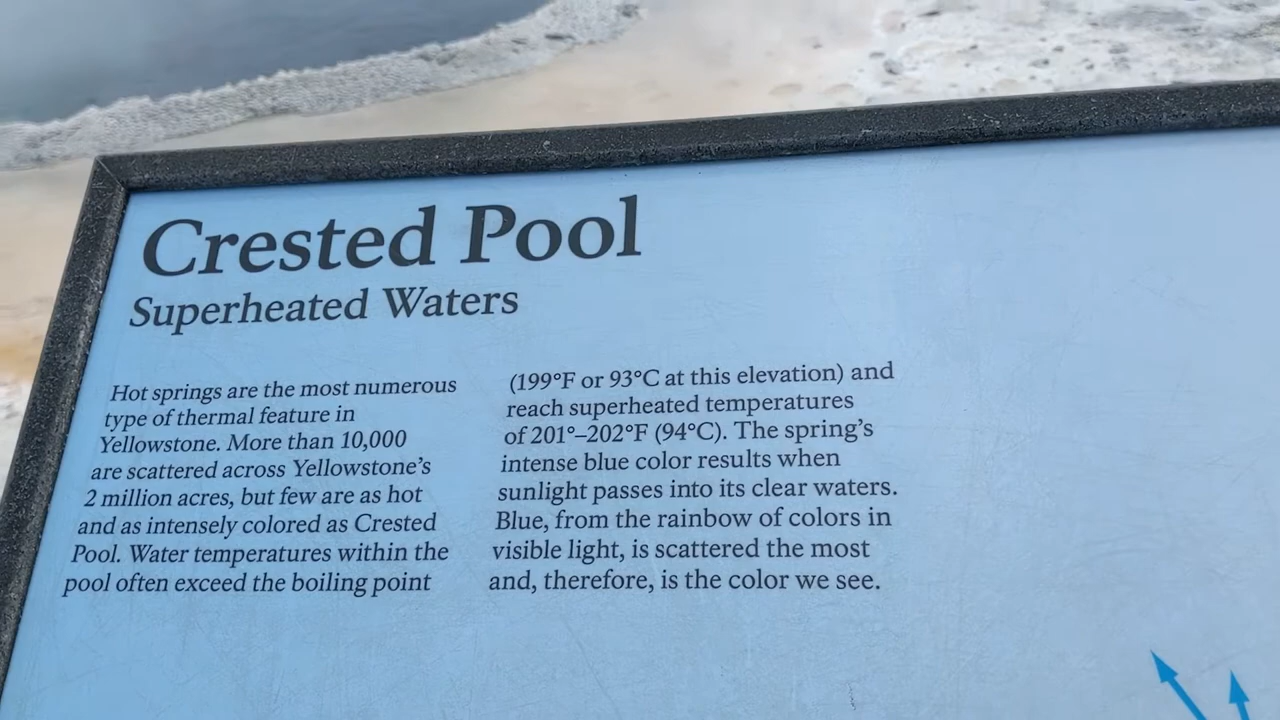 Crested Pool
Superheated Waters
Hot springs are the most numerous
type of thermal feature in
Yellowstone. More than 10,000
are scattered across Yellowstone's
2 million acres, but few are as hot
and as intensely colored as Crested
Pool. Water temperatures within the
pool often exceed the boiling point
(199°F or 93°C at this elevation) and
reach superheated temperatures
of 201°–202°F (94°C). The spring's
intense blue color results when
sunlight passes into its clear waters.
Blue, from the rainbow of colors in
visible light, is scattered the most
and, therefore, is the color we see.